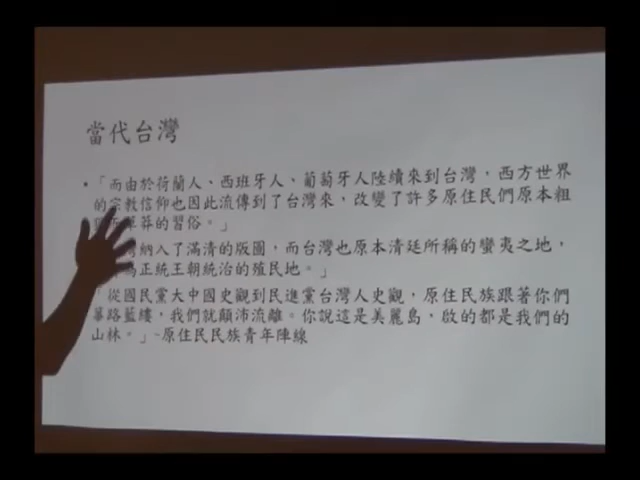 當代台灣
•「而由於荷蘭人、西班牙人、葡萄牙人陸續來到台灣，西方世界
的宗教信仰也因此流傳到了台灣來，改變了許多原住民們原本粗
草莽的習俗。」
納入了滿清的版圖，而台灣也原本清廷所稱的蠻夷之地，
正統王朝統治的殖民地。」
「從國民黨大中國史觀到民進黨台灣人史觀，原住民族跟著你們
篳路藍縷，我們就顛沛流離。你說這是美麗島，啟的都是我們的
山林。」-原住民民族青年陣線